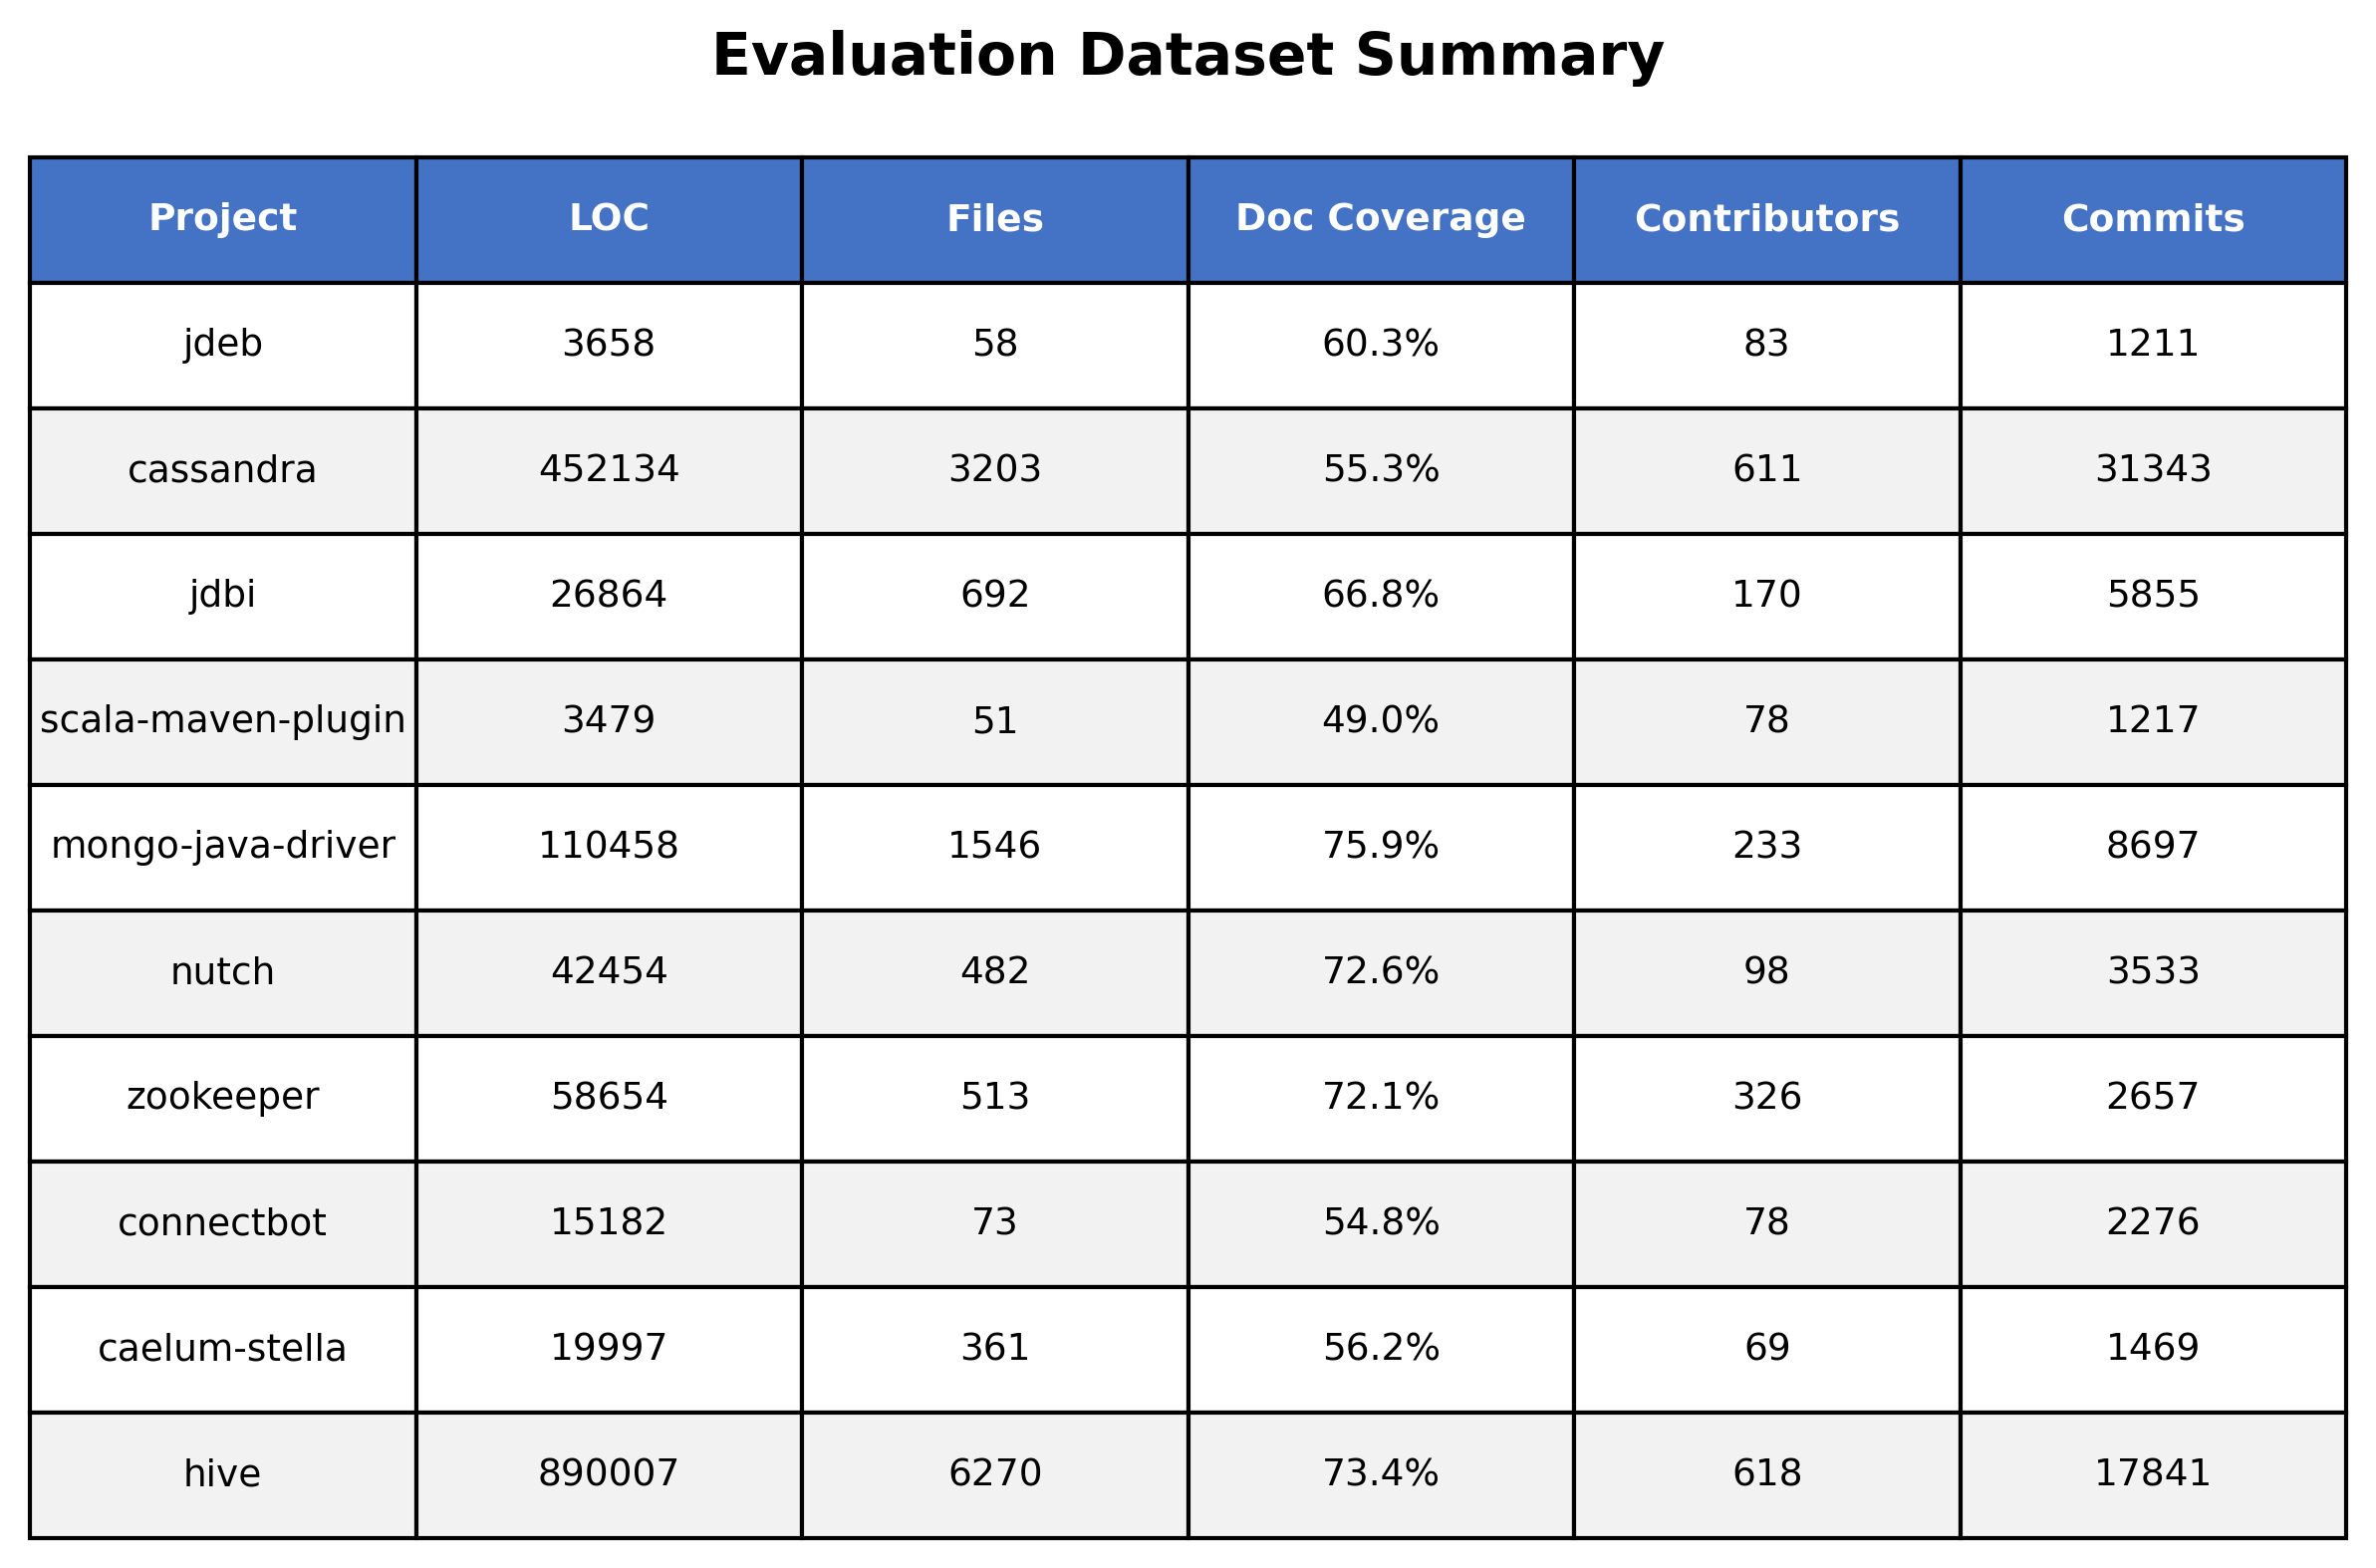 Evaluation Dataset Summary
Project LOC Files Doc Coverage Contributors Commits
jdeb 3658 58 60.3% 83 1211
cassandra 452134 3203 55.3% 611 31343
jdbi 26864 692 66.8% 170 5855
scala-maven-plugin 3479 51 49.0% 78 1217
mongo-java-driver 110458 1546 75.9% 233 8697
nutch 42454 482 72.6% 98 3533
zookeeper 58654 513 72.1% 326 2657
connectbot 15182 73 54.8% 78 2276
caelum-stella 19997 361 56.2% 69 1469
hive 890007 6270 73.4% 618 17841